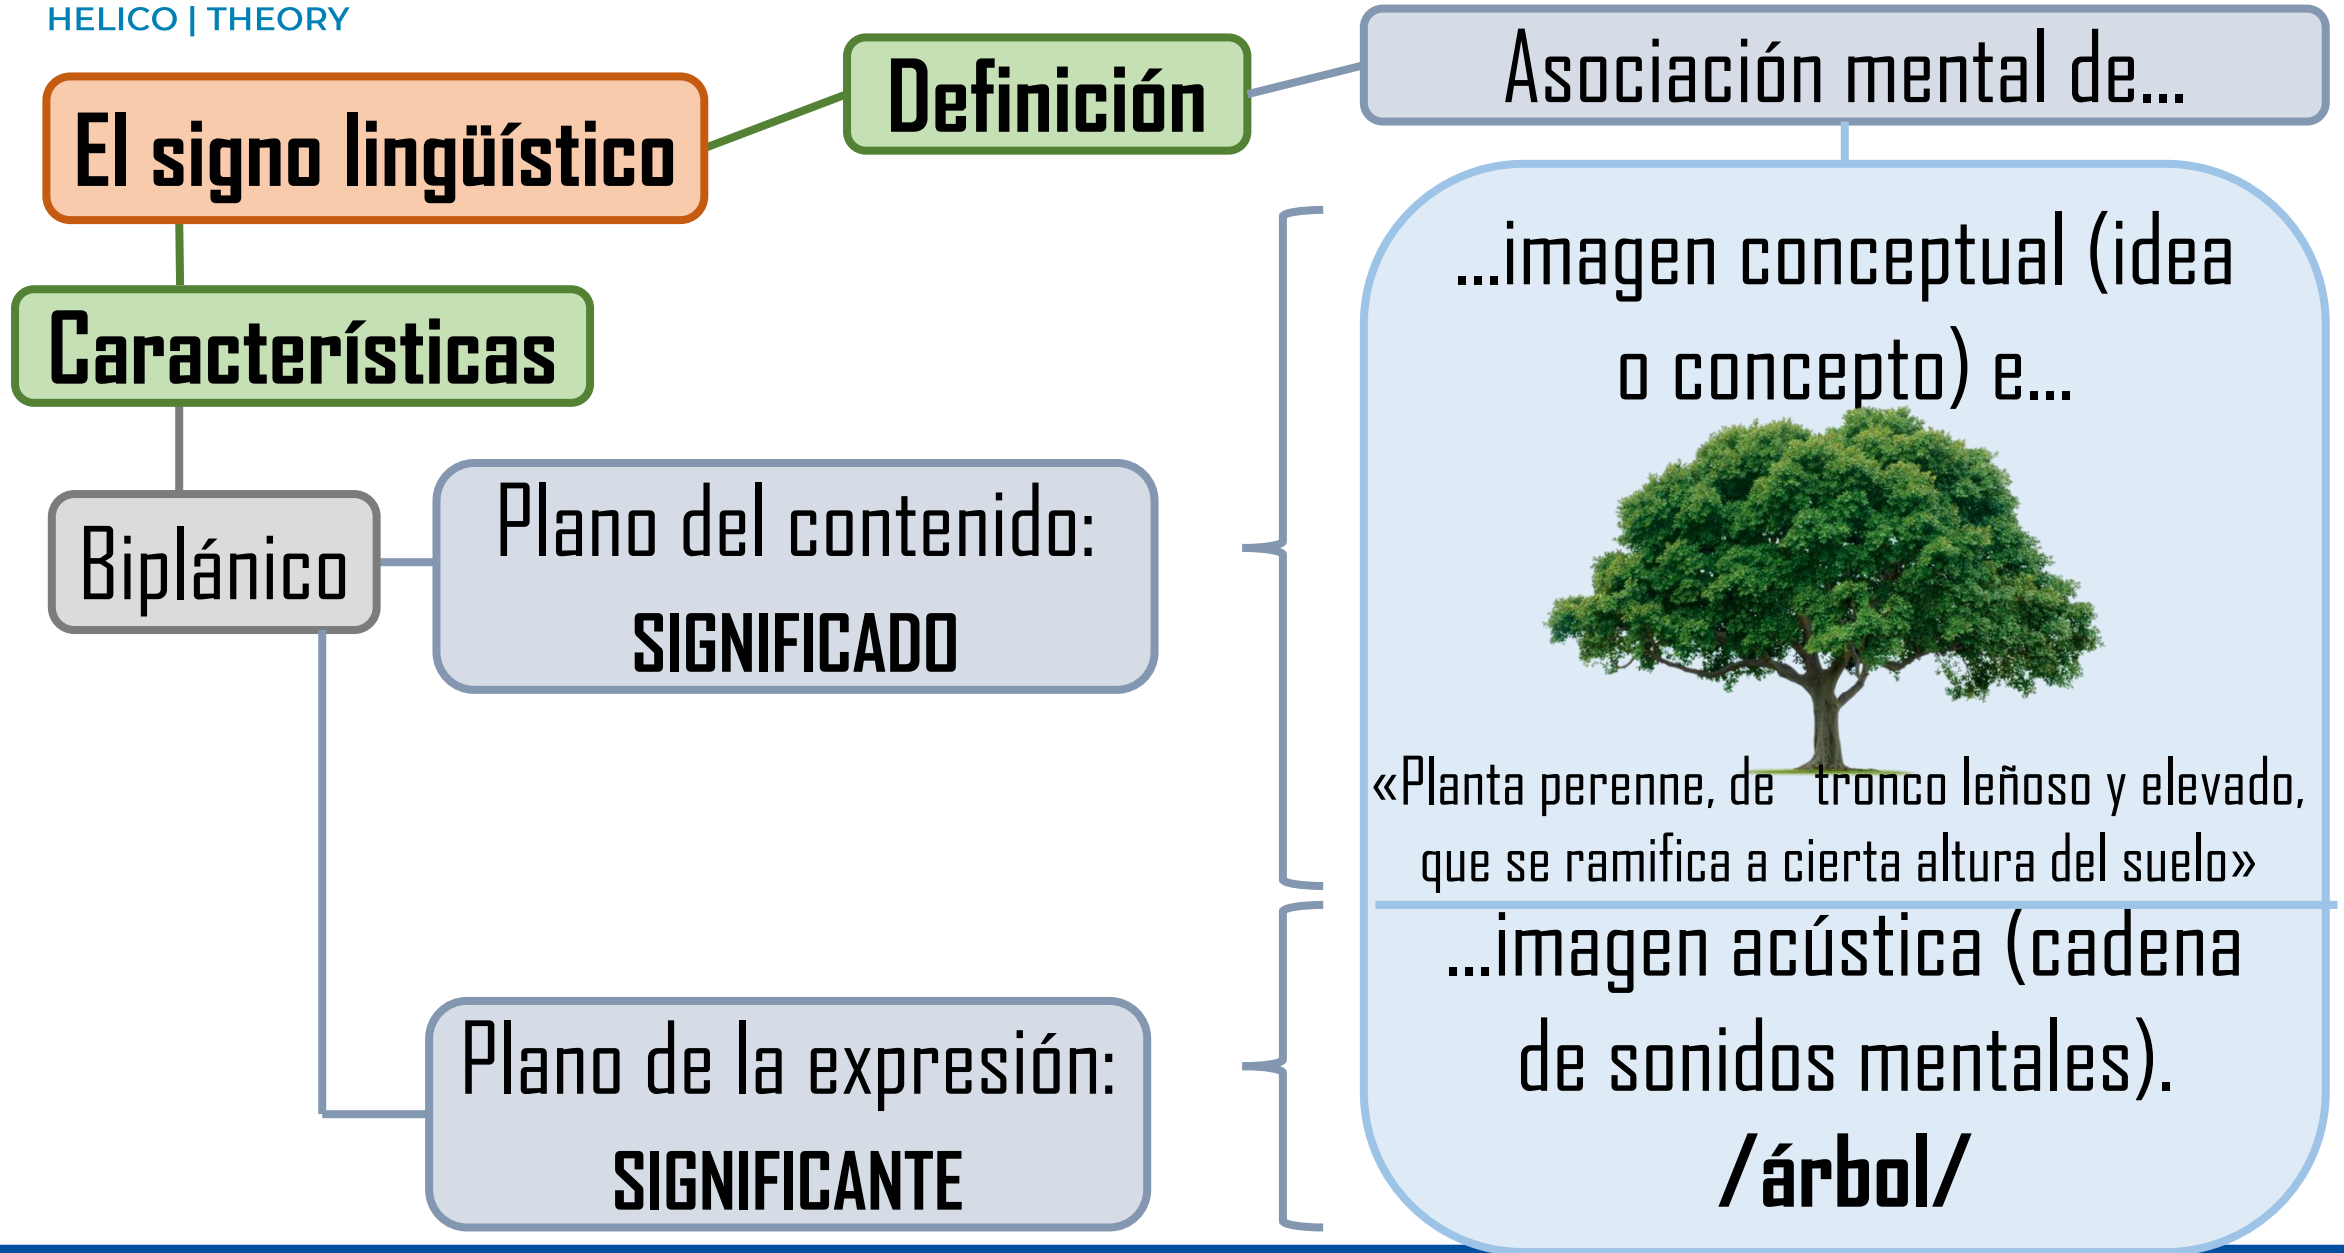 HELICO | THEORY
El signo lingüístico
Definición
Asociación mental de...
Características
...imagen conceptual (idea
o concepto) e...
Biplánico
Plano del contenido:
SIGNIFICADO
«Planta perenne, de tronco leñoso y elevado,
que se ramifica a cierta altura del suelo»
...imagen acústica (cadena
de sonidos mentales).
/árbol/
Plano de la expresión:
SIGNIFICANTE